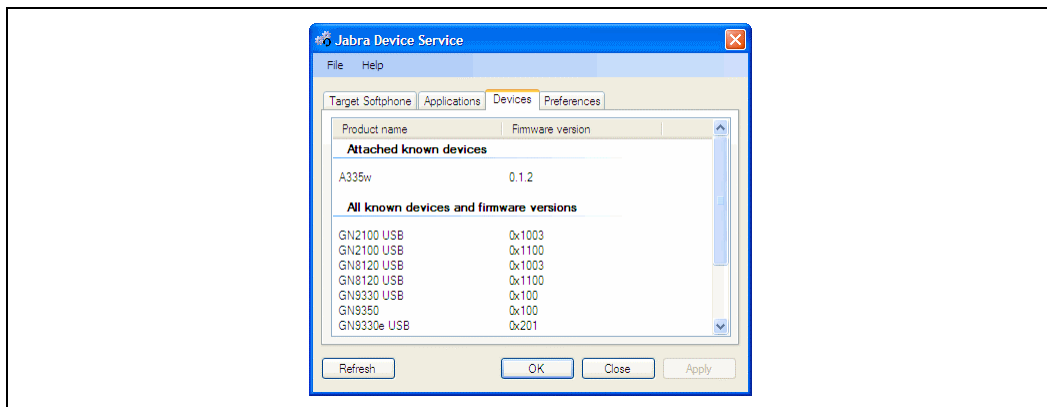 Jabra Device Service
File Help
Target Softphone Applications Devices Preferences
Product name Firmware version
Attached known devices
A335w 0.1.2
All known devices and firmware versions
GN2100 USB 0x1003
GN2100 USB 0x1100
GN8120 USB 0x1003
GN8120 USB 0x1100
GN9330 USB 0x100
GN9350 0x100
GN9330e USB 0x201
Refresh OK Close Apply